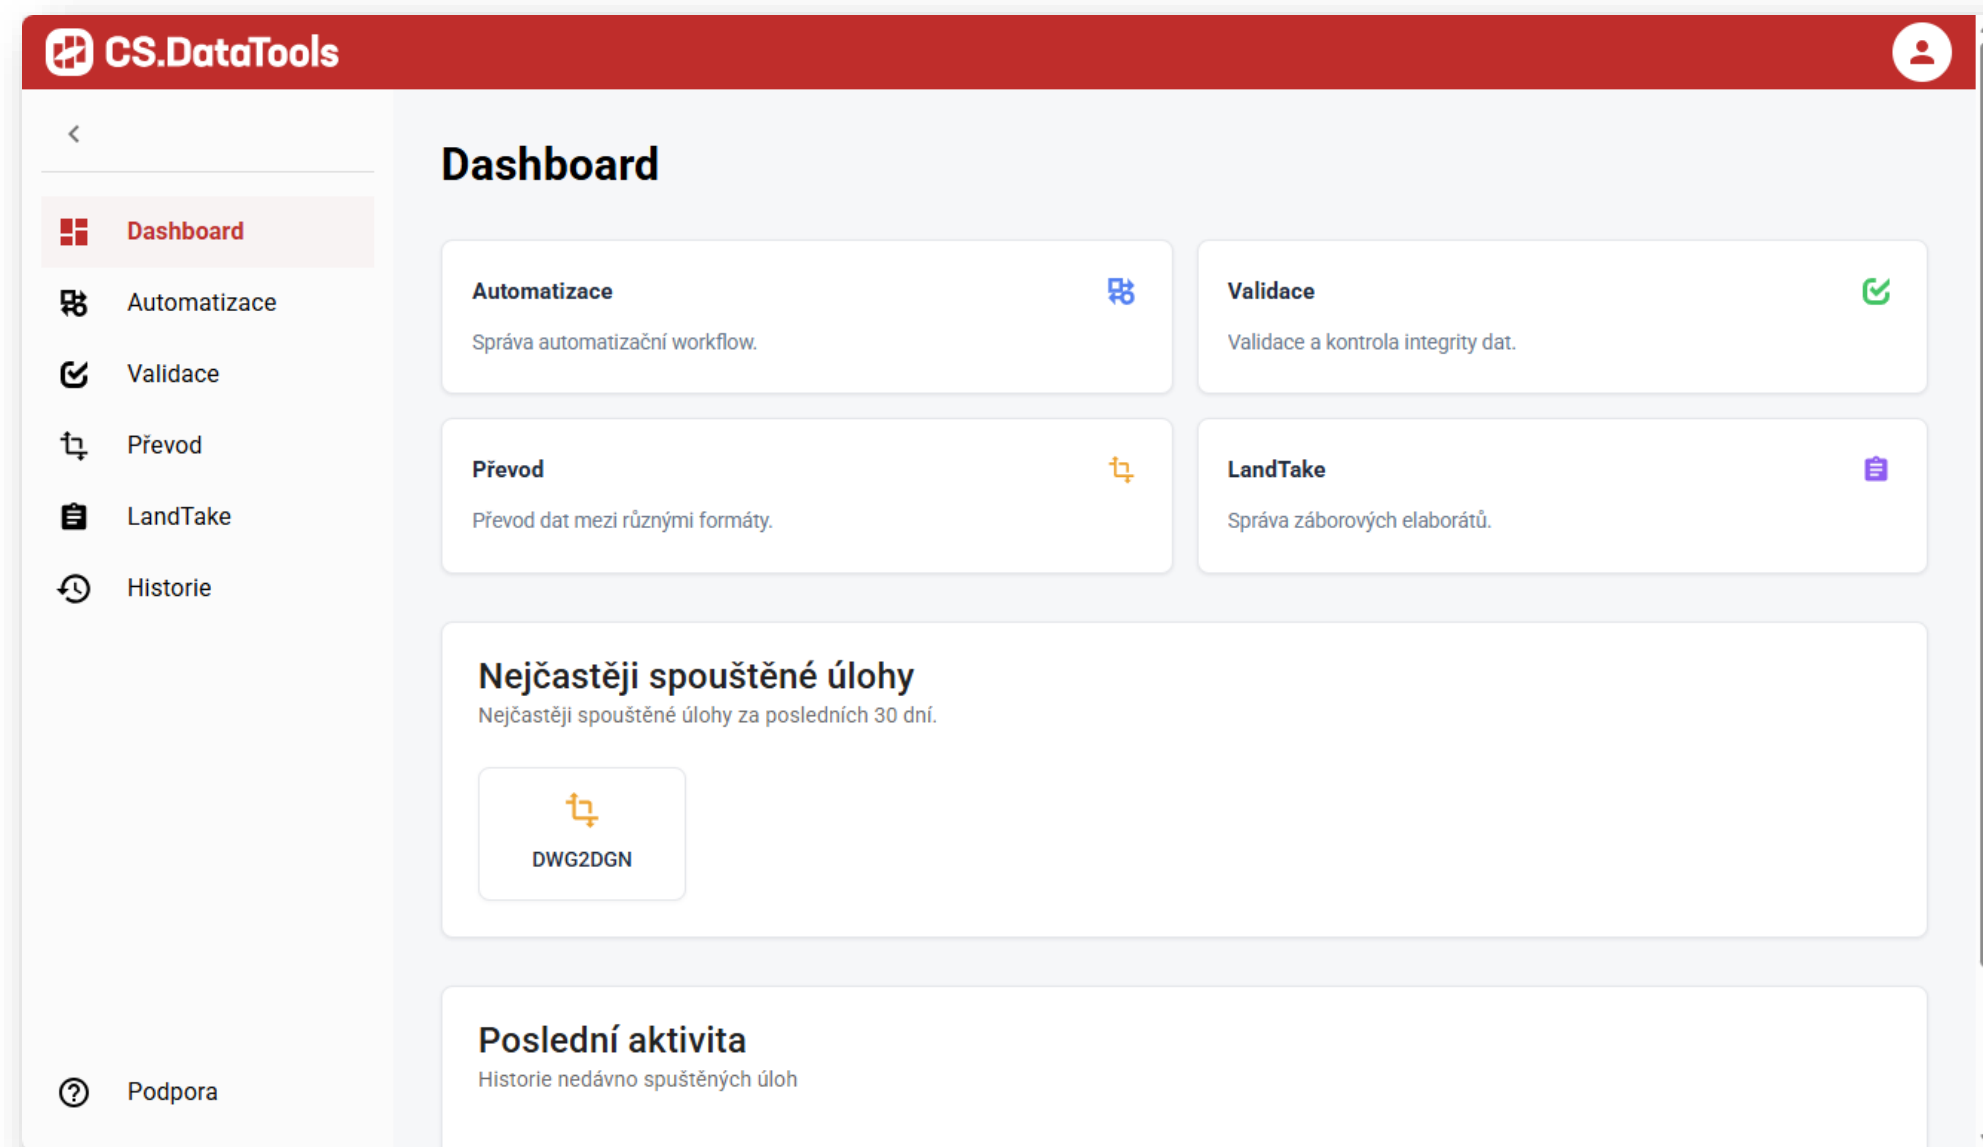 CS.DataTools
Dashboard
Automatizace
Validace
Převod
LandTake
Historie
Podpora
Dashboard
Automatizace
Správa automatizační workflow.
Validace
Validace a kontrola integrity dat.
Převod
Převod dat mezi různými formáty.
LandTake
Správa záborových elaborátů.
Nejčastěji spouštěné úlohy
Nejčastěji spouštěné úlohy za posledních 30 dní.
DWG2DGN
Poslední aktivita
Historie nedávno spuštěných úloh